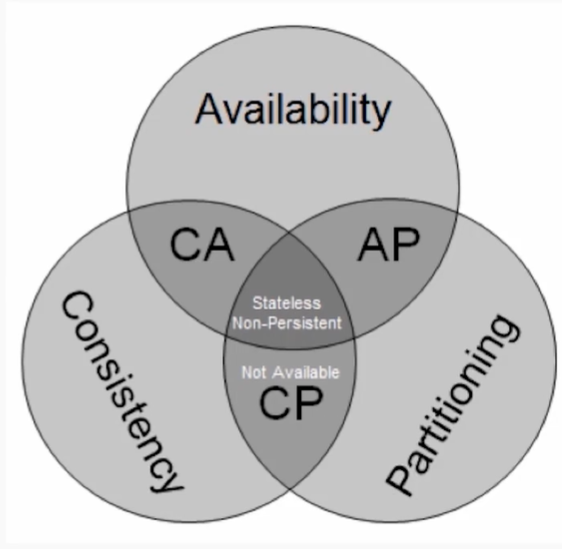 Availability
CA
AP
Stateless
Non-Persistent
Consistency
Partitioning
Not Available
CP